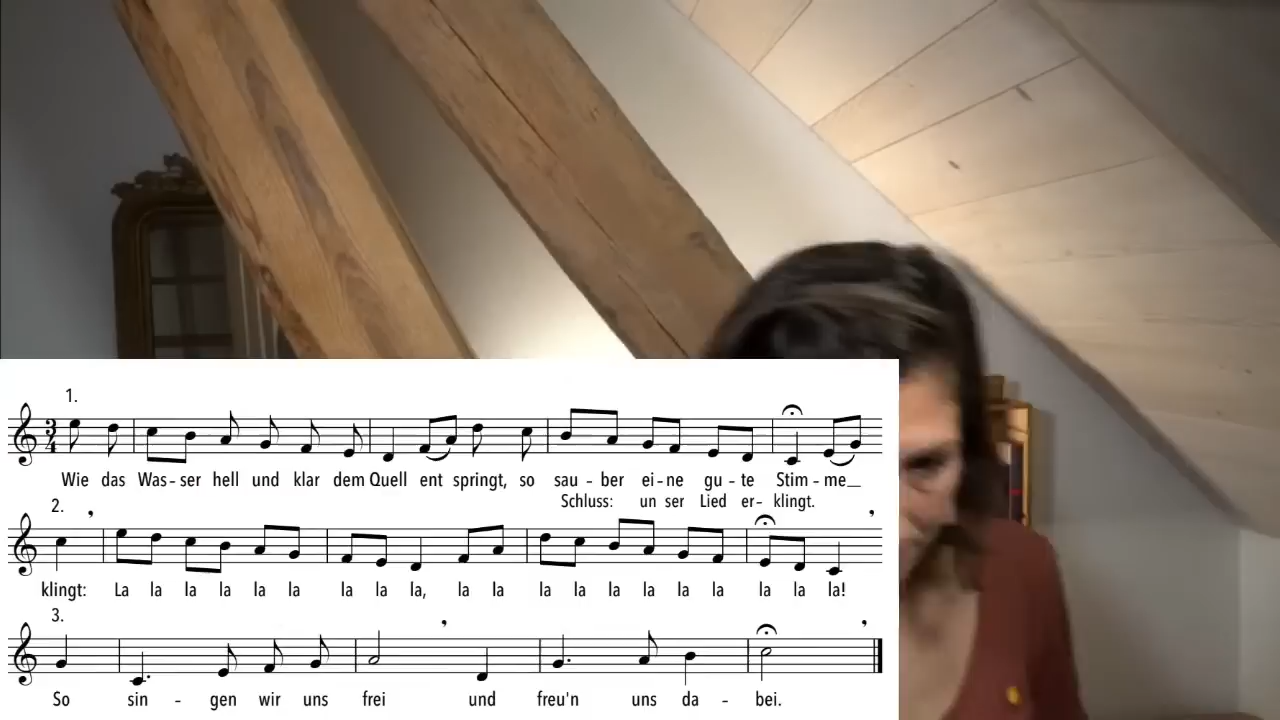 1.
3
4
Wie das Was-ser hell und klar dem Quell ent springt, so sau-ber ei-ne gu-te Stim-me_
Schluss: un ser Lied er- klingt.
2.
klingt: La la la la la la la la la, la la la la la la la la la la la!
3.
So sin - gen wir uns frei und freu'n uns da - bei.